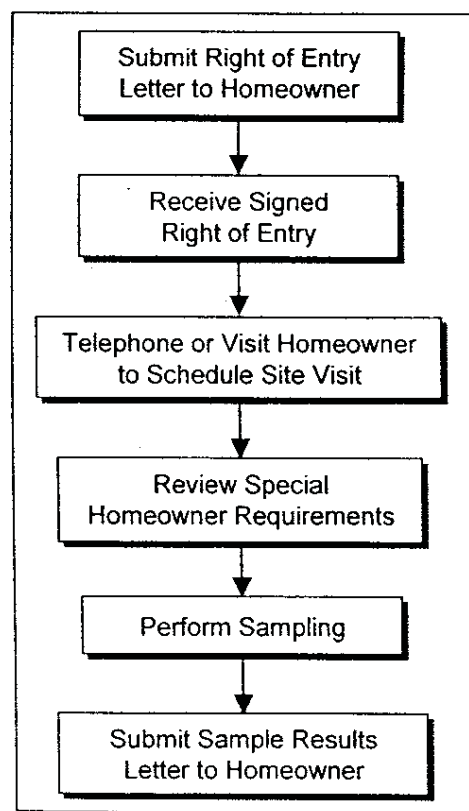 Submit Right of Entry
Letter to Homeowner
Receive Signed
Right of Entry
Telephone or Visit Homeowner
to Schedule Site Visit
Review Special
Homeowner Requirements
Perform Sampling
Submit Sample Results
Letter to Homeowner